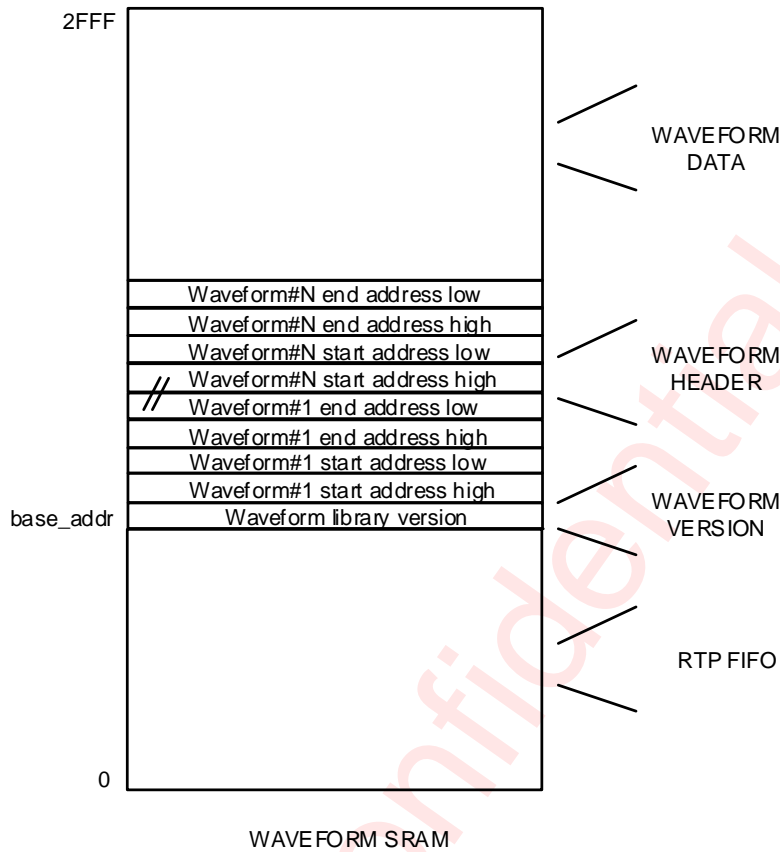 2FFF
WAVEFORM
DATA
Waveform#N end address low
Waveform#N end address high
Waveform#N start address low
Waveform#N start address high
Waveform#1 end address low
Waveform#1 end address high
Waveform#1 start address low
Waveform#1 start address high
WAVEFORM
HEADER
base_addr
Waveform library version
WAVEFORM
VERSION
RTP FIFO
0
WAVEFORM SRAM
onfidential